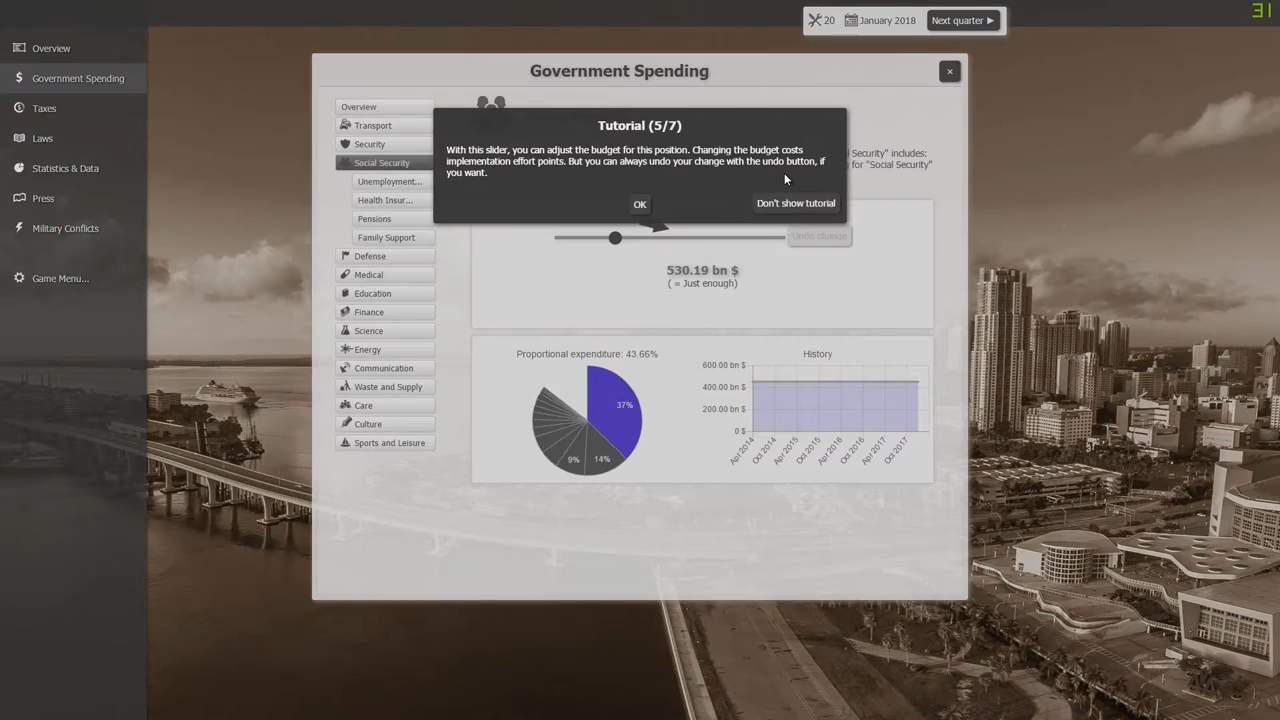 31
20 January 2018 Next quarter ▶
Overview
Government Spending
Taxes
Laws
Statistics & Data
Press
Military Conflicts
Game Menu...
Government Spending
×
Overview
Transport
Security
Social Security
Unemployment...
Health Insur...
Pensions
Family Support
Defense
Medical
Education
Finance
Science
Energy
Communication
Waste and Supply
Care
Culture
Sports and Leisure
Tutorial (5/7)
With this slider, you can adjust the budget for this position. Changing the budget costs
implementation effort points. But you can always undo your change with the undo button, if
you want.
OK
Don't show tutorial
l Security" includes:
for "Social Security"
Undo change
530.19 bn $
( = Just enough)
Proportional expenditure: 43.66%
37%
14%
9%
History
600.00 bn $
400.00 bn $
200.00 bn $
0 $
Apr 2014
Oct 2014
Apr 2015
Oct 2015
Apr 2016
Oct 2016
Apr 2017
Oct 2017